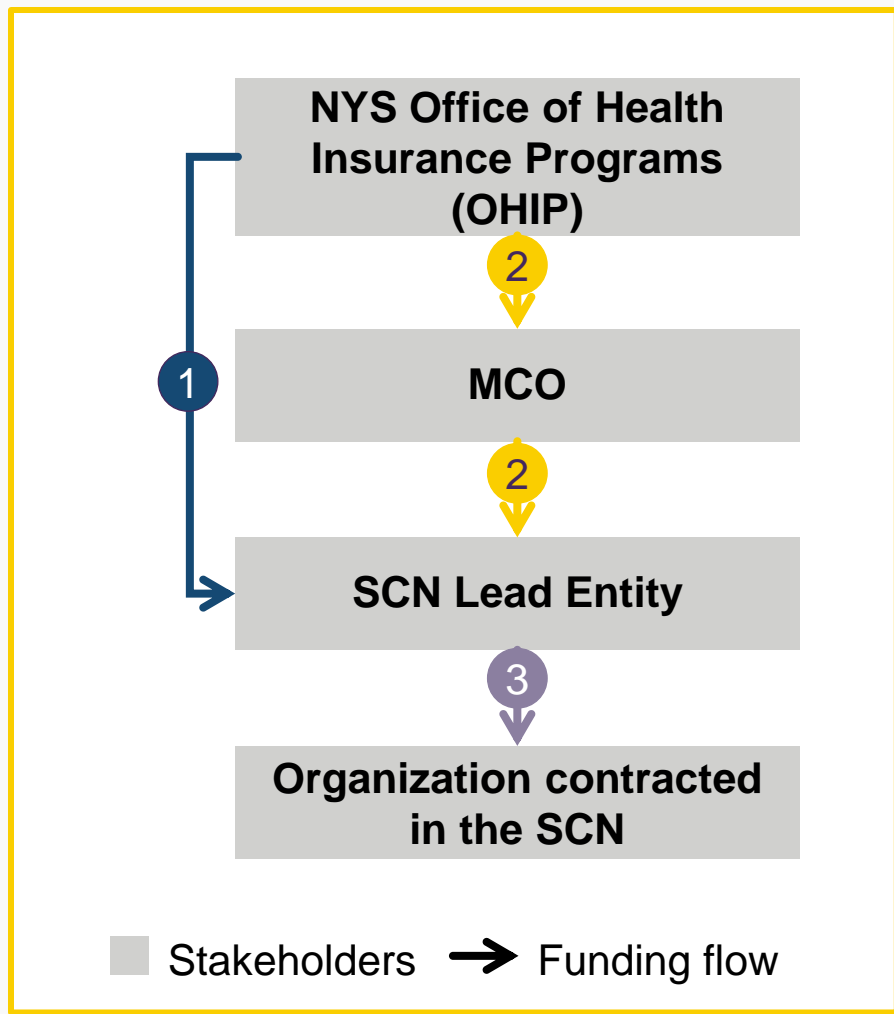 NYS Office of Health
Insurance Programs
(OHIP)
2
MCO
1
2
SCN Lead Entity
3
Organization contracted
in the SCN
Stakeholders
Funding flow